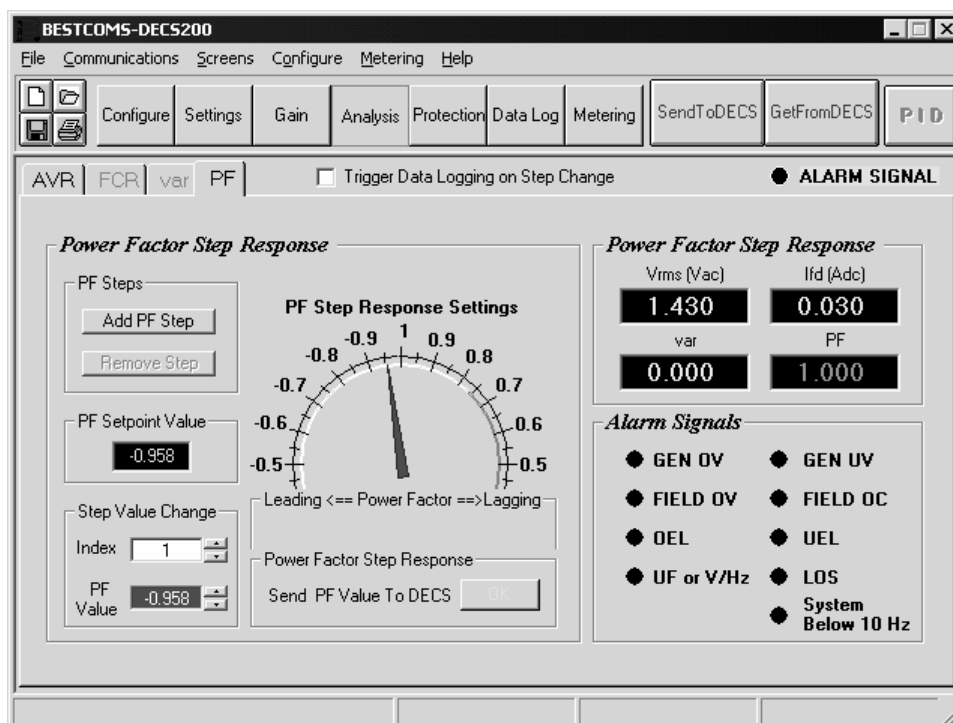 BESTCOMS-DECS200
File Communications Screens Configure Metering Help
Configure Settings Gain Analysis Protection Data Log Metering SendToDECS GetFromDECS PID
AVR FCR var PF Trigger Data Logging on Step Change ALARM SIGNAL
Power Factor Step Response
PF Steps
Add PF Step
Remove Step
PF Setpoint Value
-0.958
Step Value Change
Index 1
PF Value -0.958
PF Step Response Settings
-0.5 -0.6 -0.7 -0.8 -0.9 1 0.9 0.8 0.7 0.6 0.5
Leading <== Power Factor ==>Lagging
Power Factor Step Response
Send PF Value To DECS OK
Power Factor Step Response
Vrms (Vac) Ifd (Adc)
1.430 0.030
var PF
0.000 1.000
Alarm Signals
GEN OV GEN UV
FIELD OV FIELD OC
OEL UEL
UF or V/Hz LOS
System
Below 10 Hz